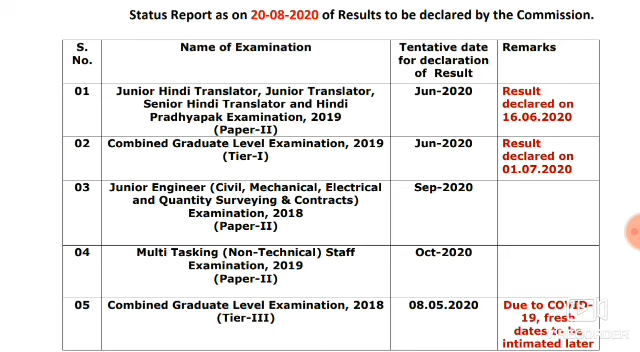 Status Report as on 20-08-2020 of Results to be declared by the Commission.
S. No. Name of Examination Tentative date for declaration of Result Remarks
01 Junior Hindi Translator, Junior Translator, Senior Hindi Translator and Hindi Pradhyapak Examination, 2019 (Paper-II) Jun-2020 Result declared on 16.06.2020
02 Combined Graduate Level Examination, 2019 (Tier-I) Jun-2020 Result declared on 01.07.2020
03 Junior Engineer (Civil, Mechanical, Electrical and Quantity Surveying & Contracts) Examination, 2018 (Paper-II) Sep-2020
04 Multi Tasking (Non-Technical) Staff Examination, 2019 (Paper-II) Oct-2020
05 Combined Graduate Level Examination, 2018 (Tier-III) 08.05.2020 Due to COVID-19, fresh dates to be intimated later